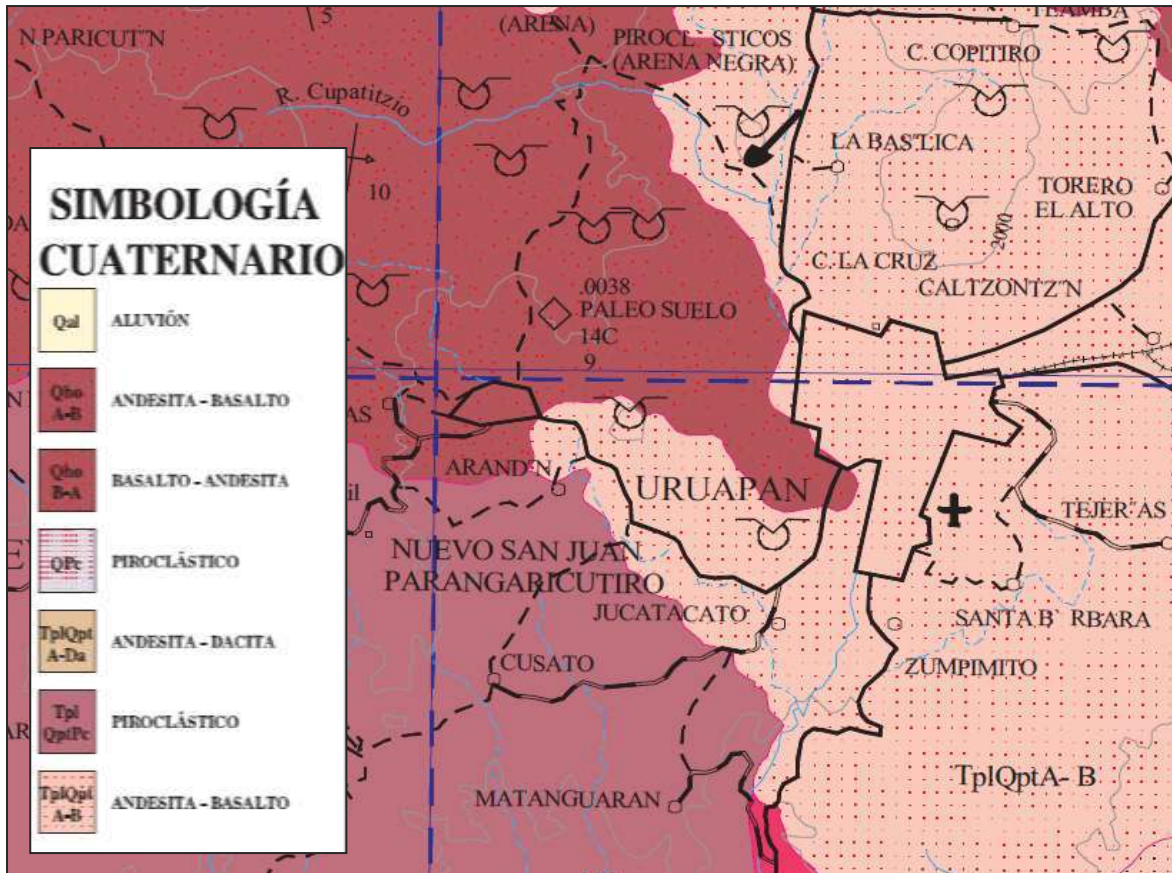 N PARICUT´N
5
(ARENA)
PIROCL STICOS
(ARENA NEGRA)
TEAMBA
C. COPITIRO
R. Cupatitzio
LA BAS´LICA
10
TORERO
EL ALTO
2000
C. LA CRUZ
CALTZONTZ´N
.0038
PALEO SUELO
14C
9
SIMBOLOGÍA
CUATERNARIO
Qal ALUVIÓN
Qho
A-B
ANDESITA - BASALTO
Qho
B-A
BASALTO - ANDESITA
QPc PIROCLÁSTICO
TplQpt
A-Da
ANDESITA - DACITA
Tpl
QptPc
PIROCLÁSTICO
TplQpt
A-B
ANDESITA - BASALTO
AS
ARAND´N
URUAPAN
TEJER´AS
NUEVO SAN JUAN
PARANGARICUTIRO
JUCATACATO
SANTA B` RBARA
CUSATO
ZUMPIMITO
TplQptA- B
MATANGUARAN